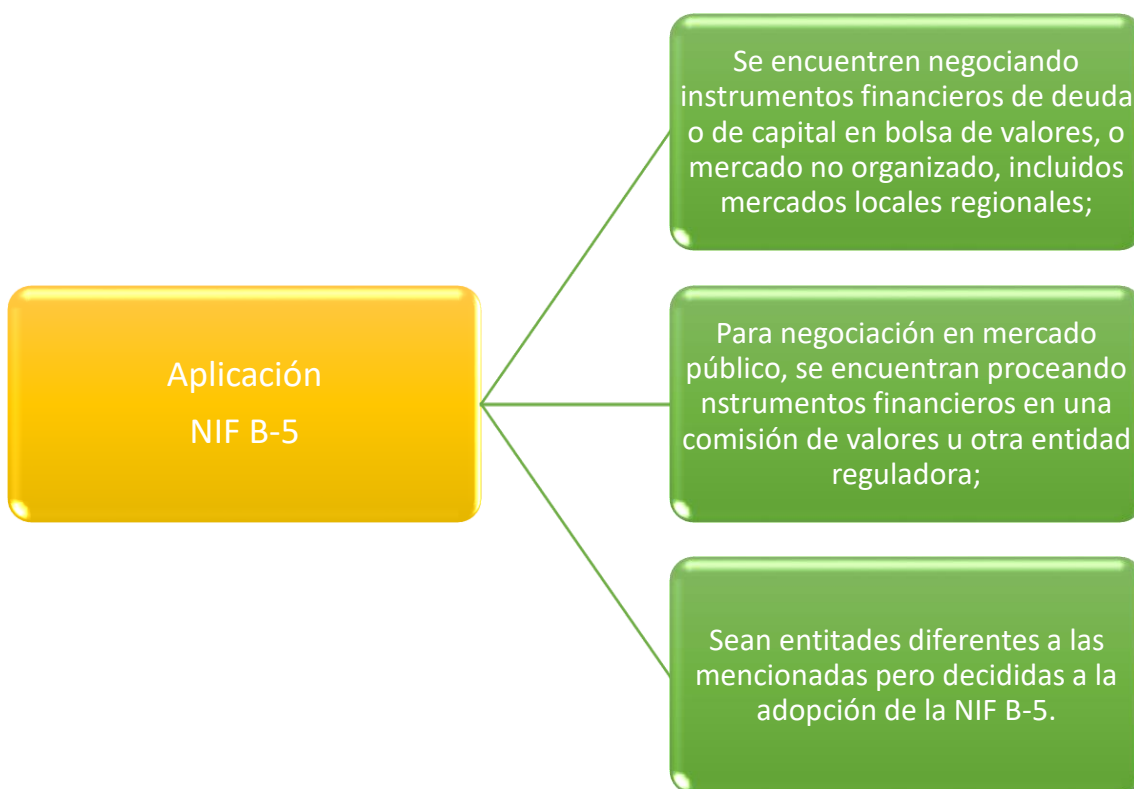 Aplicación
NIF B-5
Se encuentren negociando
instrumentos financieros de deuda
o de capital en bolsa de valores, o
mercado no organizado, incluidos
mercados locales regionales;
Para negociación en mercado
público, se encuentran proceando
nstrumentos financieros en una
comisión de valores u otra entidad
reguladora;
Sean entitades diferentes a las
mencionadas pero decididas a la
adopción de la NIF B-5.